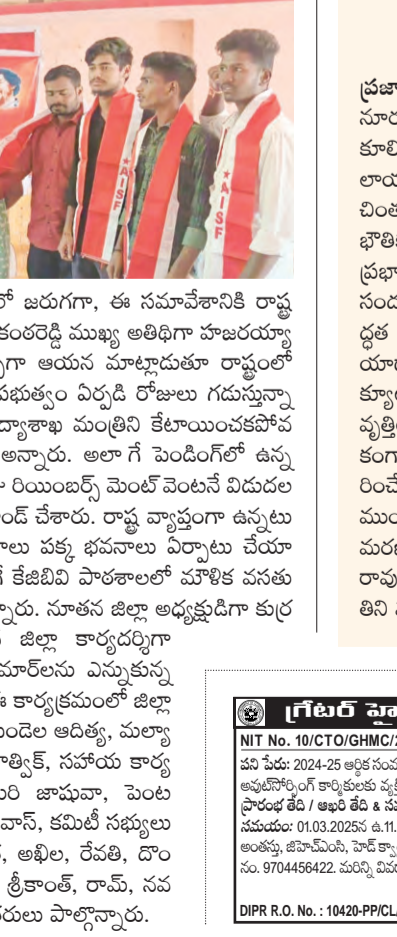 AISF
AISF
లో జరుగగా, ఈ సమావేశానికి రాష్ట్ర
కంఠరెడ్డి ముఖ్య అతిథిగా హజరయ్యా
గా ఆయన మాట్లాడుతూ రాష్ట్రంలో
పభుత్వం ఏర్పడి రోజులు గడుస్తున్నా
ద్యాశాఖ మంత్రిని కేటాయించకపోవ
అన్నారు. అలా గే పెండింగ్‌లో ఉన్న
రియింబర్స్ మెంట్ వెంటనే విడుదల
ండ్ చేశారు. రాష్ట్ర వ్యాప్తంగా ఉన్నటు
ాలు పక్క భవనాలు ఏర్పాటు చేయా
గే కేజిబివి పాఠశాలలో మౌళిక వసతు
్నారు. నూతన జిల్లా అధ్యక్షుడిగా కుర్ర
జిల్లా కార్యదర్శిగా
మార్‌లను ఎన్నుకున్న
ఈ కార్యక్రమంలో జిల్లా
ుండెల ఆదిత్య, మల్యా
ాత్విక్, సహాయ కార్య
ురి జాషువా, పెంట
వాస్, కమిటీ సభ్యులు
అఖిల, రేవతి, దొం
శ్రీకాంత్, రామ్, నవ
రులు పాల్గొన్నారు.
ప్రజా
నూర
కూలి
లాయ
చింత
భౌతి
ప్రభా
సంద
ద్ధత
యా
క్యూ
వృత్తి
కంగా
రించే
ముం
మరణ
రావు
తిని
గ్రేటర్ హై
NIT No. 10/CTO/GHMC/2
పని పేరు: 2024-25 ఆర్థిక సంవ
అవుట్‌సోర్సింగ్ కార్మికులకు వ్యక్
ప్రారంభ తేది / ఆఖరి తేది & స
సమయం: 01.03.2025న ఉ.11.
అంతస్తు, జిహెచ్ఎంసి, హెడ్ క్వా
నం. 9704456422. మరిన్ని వివ
DIPR R.O. No. : 10420-PP/CL/